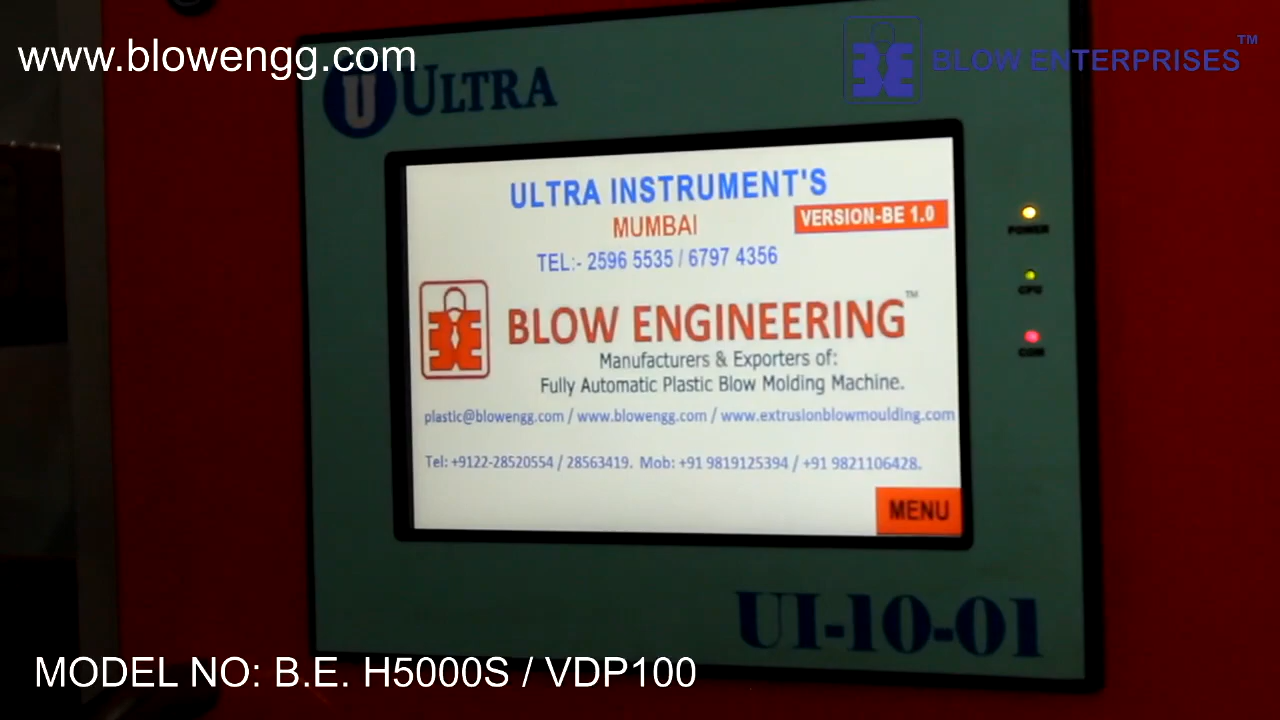 www.blowengg.com
BLOW ENTERPRISES™
U ULTRA
ULTRA INSTRUMENT'S
MUMBAI
VERSION-BE 1.0
TEL:- 2596 5535 / 6797 4356
POWER
CPU
COM
BLOW ENGINEERING™
Manufacturers & Exporters of:
Fully Automatic Plastic Blow Molding Machine.
plastic@blowengg.com / www.blowengg.com / www.extrusionblowmoulding.com
Tel: +9122-28520554 / 28563419. Mob: +91 9819125394 / +91 9821106428.
MENU
UI-10-01
MODEL NO: B.E. H5000S / VDP100